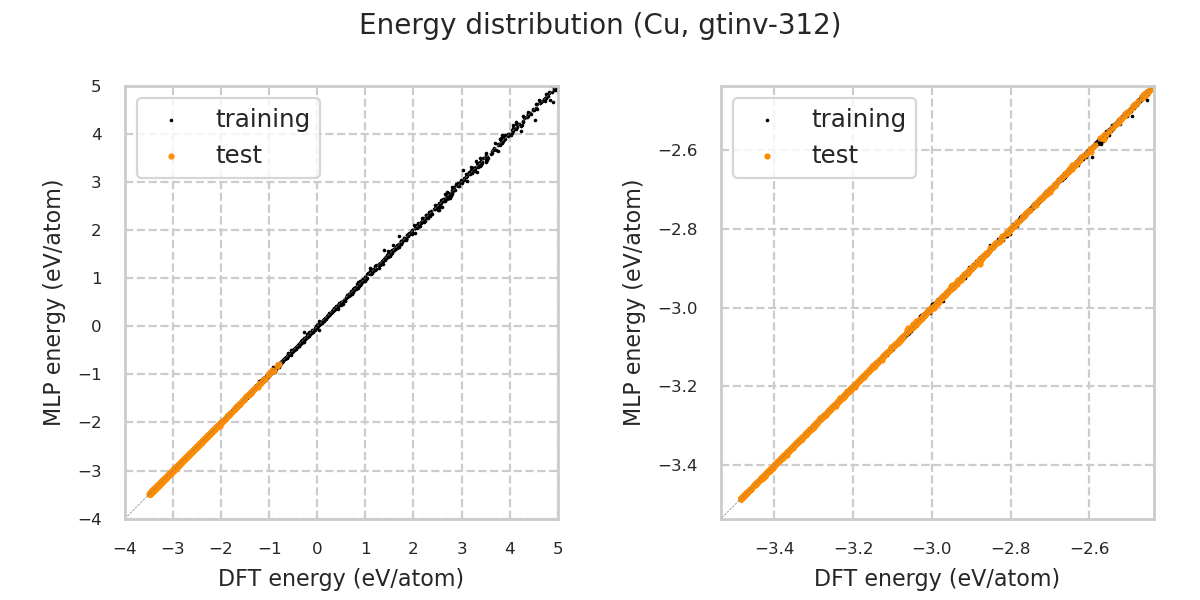 Energy distribution (Cu, gtinv-312)
training
test
5
4
3
2
1
0
−1
−2
−3
−4
−4 −3 −2 −1 0 1 2 3 4 5
MLP energy (eV/atom)
DFT energy (eV/atom)
training
test
−2.6
−2.8
−3.0
−3.2
−3.4
−3.4 −3.2 −3.0 −2.8 −2.6
MLP energy (eV/atom)
DFT energy (eV/atom)